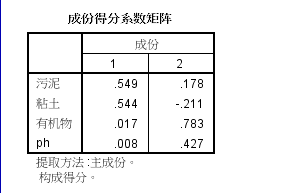 成份得分系数矩阵
成份
1 2
污泥 .549 .178
粘土 .544 -.211
有机物 .017 .783
ph .008 .427
提取方法:主成份。
构成得分。